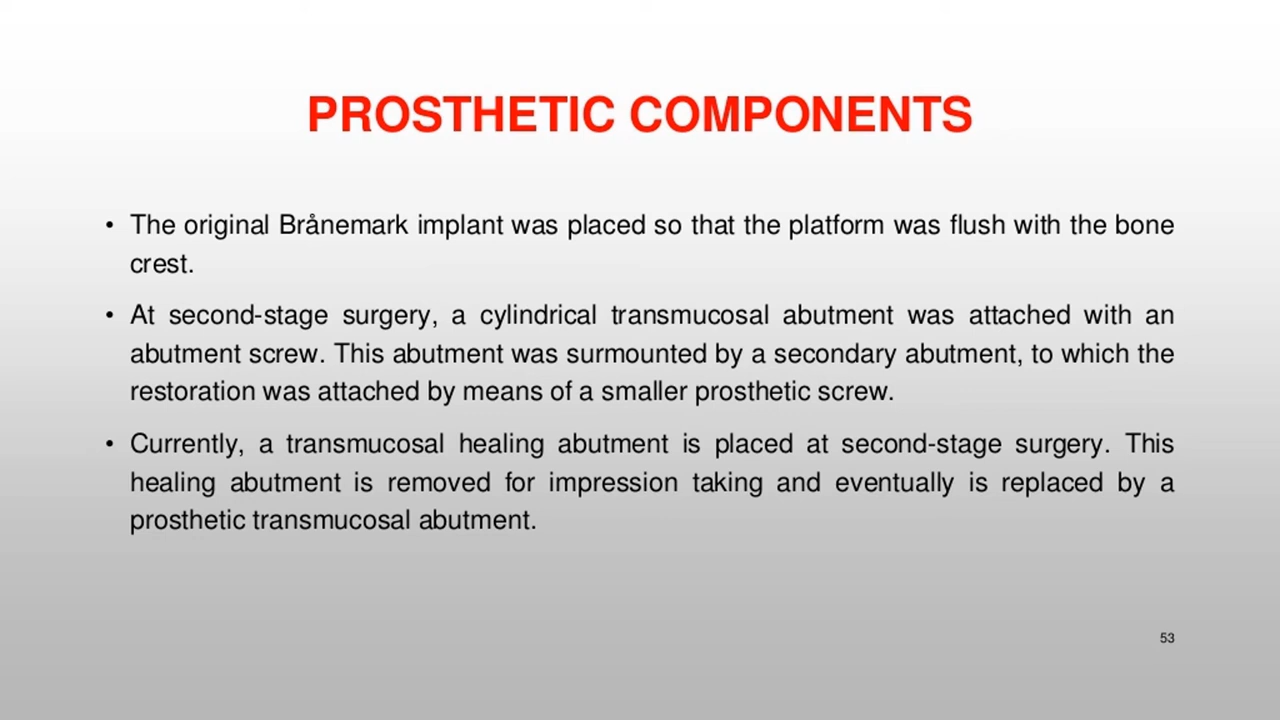 PROSTHETIC COMPONENTS
• The original Brånemark implant was placed so that the platform was flush with the bone
crest.
• At second-stage surgery, a cylindrical transmucosal abutment was attached with an
abutment screw. This abutment was surmounted by a secondary abutment, to which the
restoration was attached by means of a smaller prosthetic screw.
• Currently, a transmucosal healing abutment is placed at second-stage surgery. This
healing abutment is removed for impression taking and eventually is replaced by a
prosthetic transmucosal abutment.
53